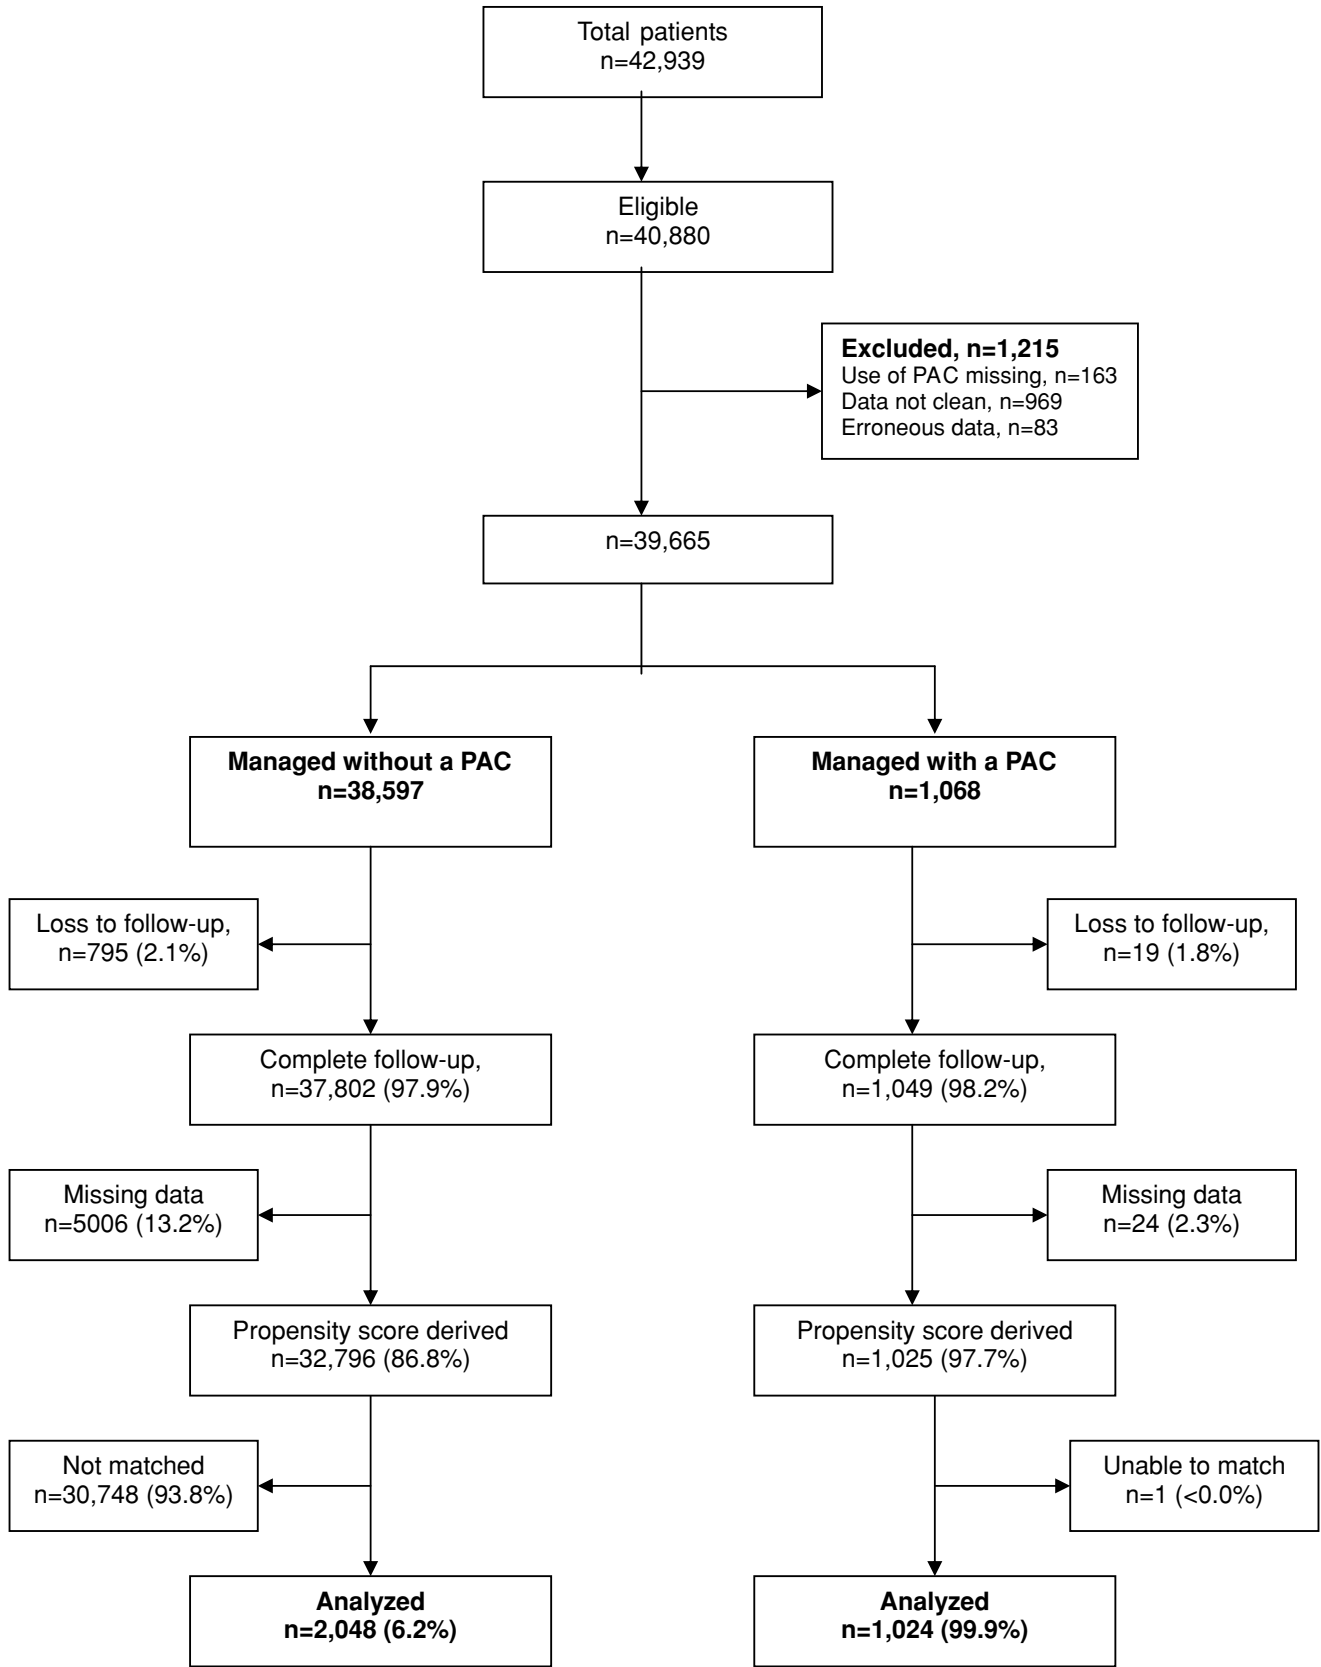 Total patients
n=42,939
Eligible
n=40,880
Excluded, n=1,215
Use of PAC missing, n=163
Data not clean, n=969
Erroneous data, n=83
n=39,665
Managed without a PAC
n=38,597
Managed with a PAC
n=1,068
Loss to follow-up,
n=795 (2.1%)
Loss to follow-up,
n=19 (1.8%)
Complete follow-up,
n=37,802 (97.9%)
Complete follow-up,
n=1,049 (98.2%)
Missing data
n=5006 (13.2%)
Missing data
n=24 (2.3%)
Propensity score derived
n=32,796 (86.8%)
Propensity score derived
n=1,025 (97.7%)
Not matched
n=30,748 (93.8%)
Unable to match
n=1 (<0.0%)
Analyzed
n=2,048 (6.2%)
Analyzed
n=1,024 (99.9%)